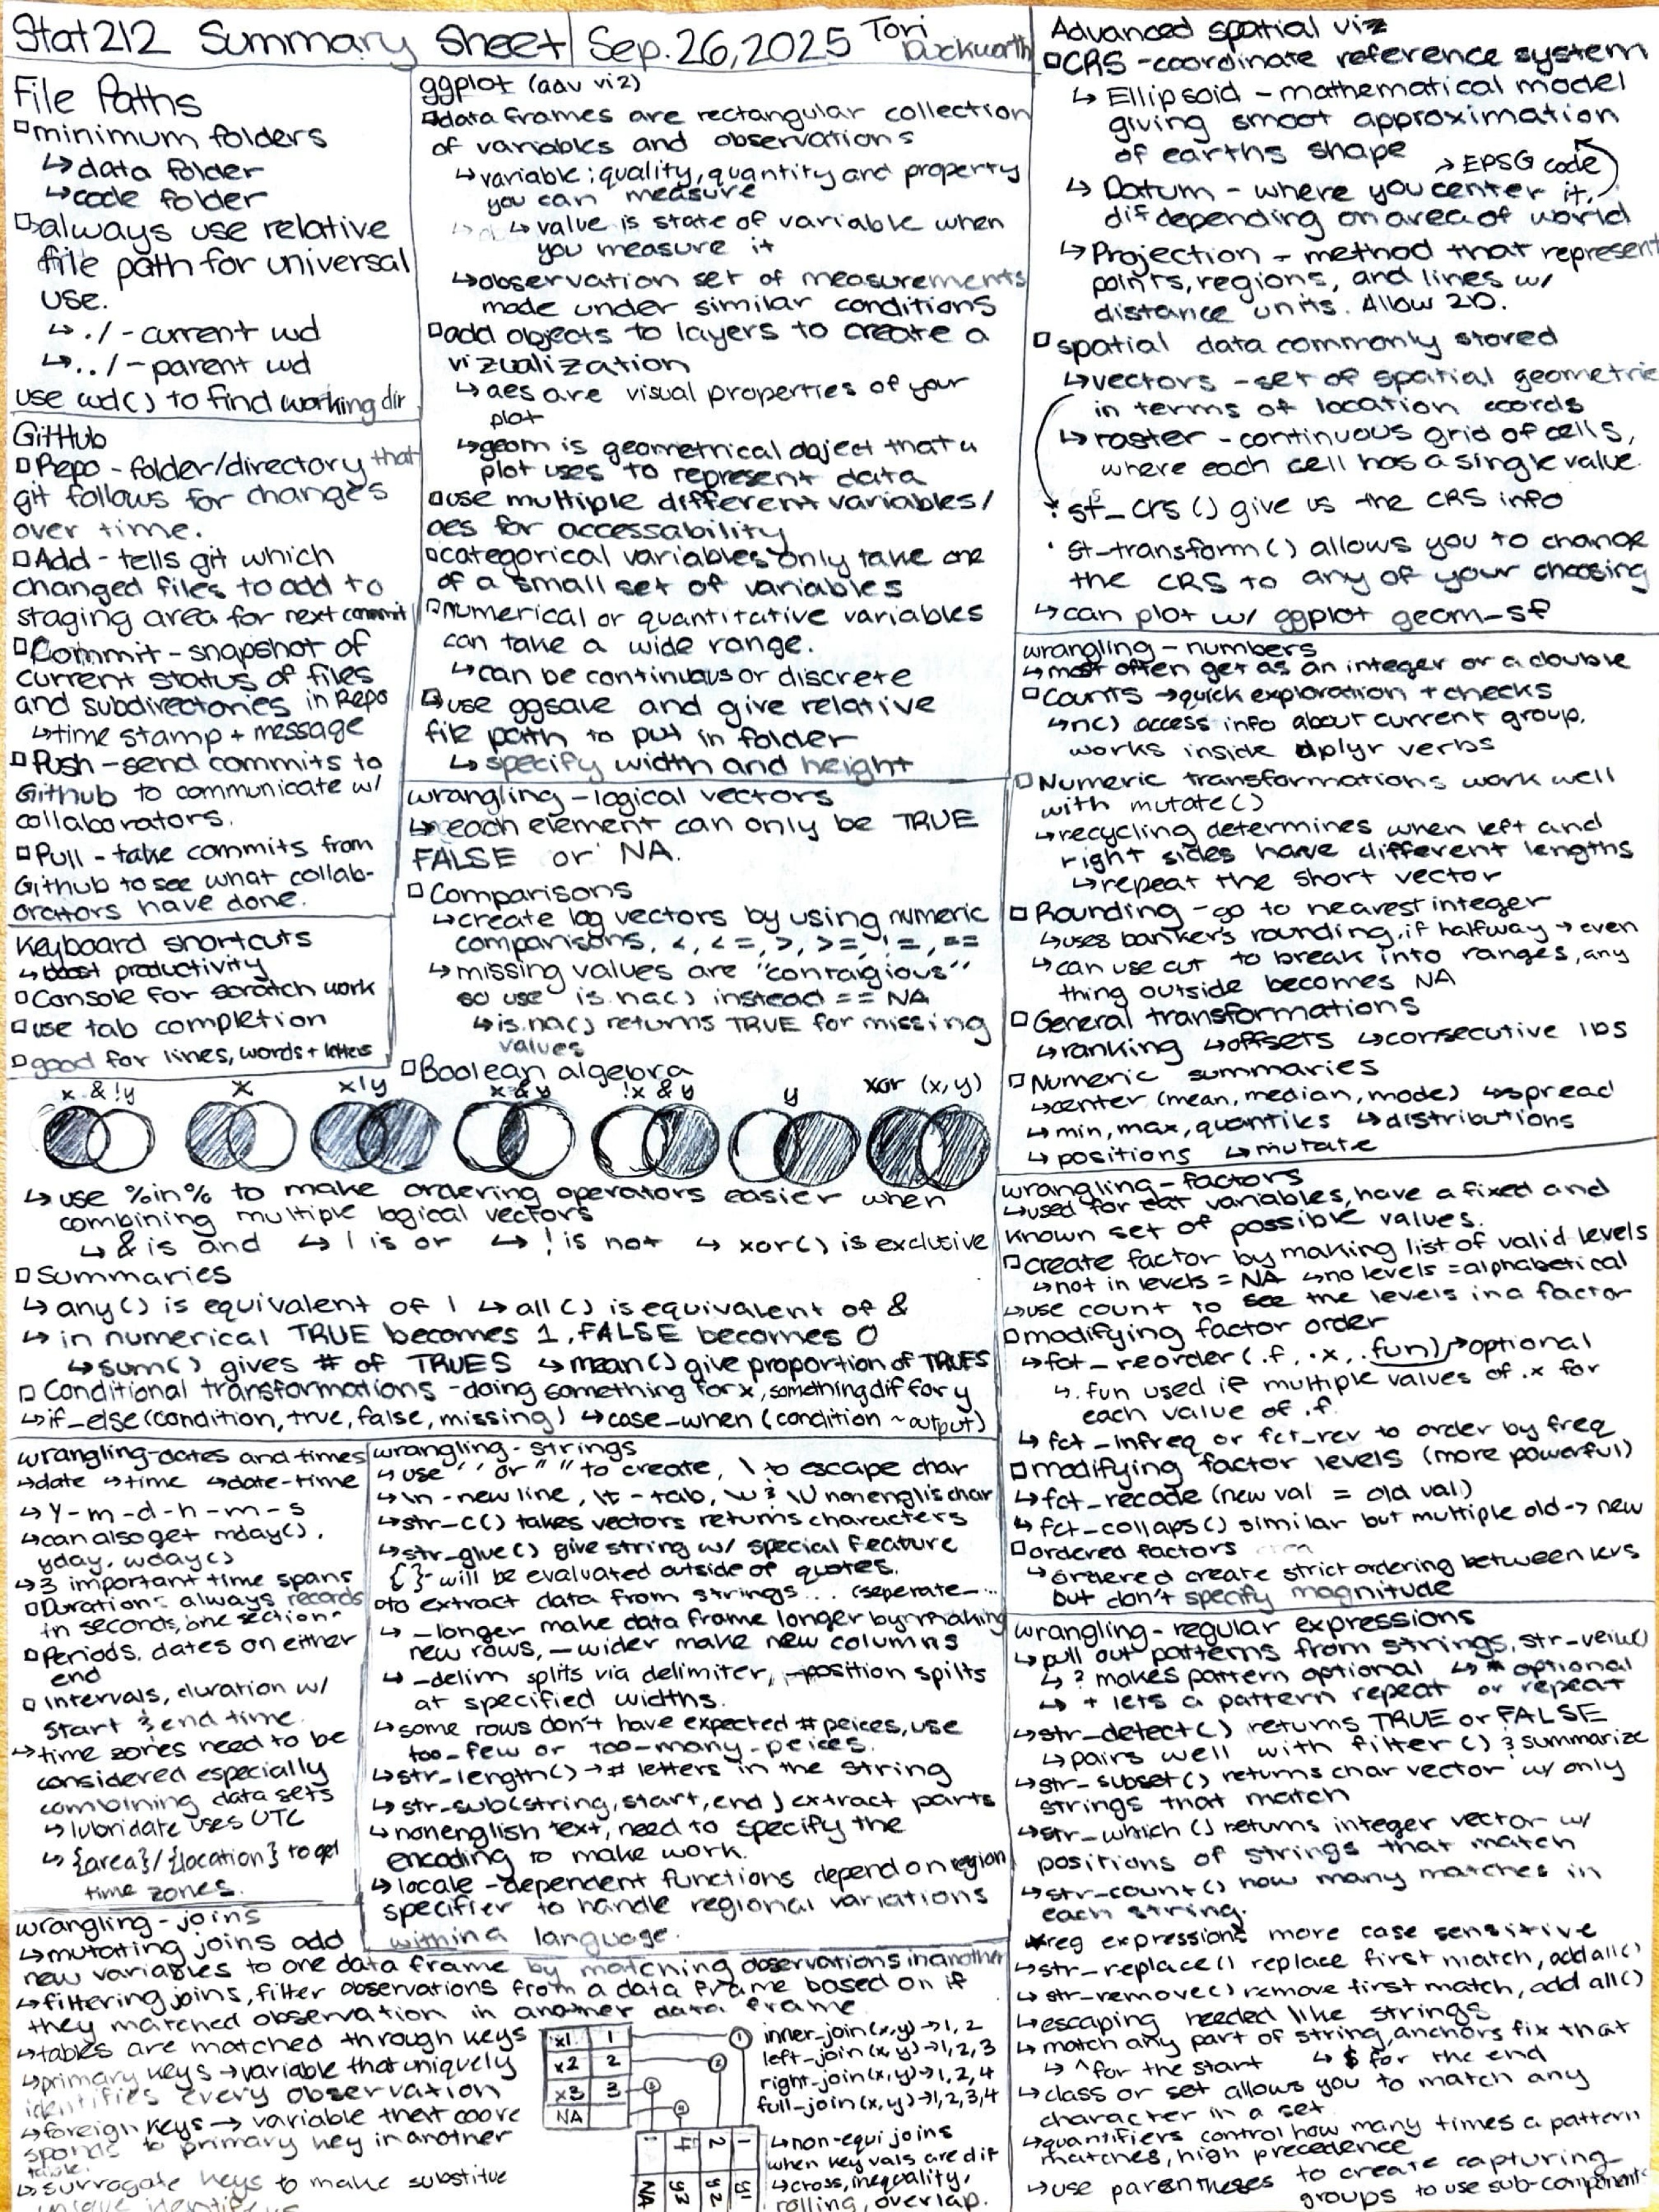 Stat212 Summary Sheet | Sep.26,2025 Tori Duckworth
File Paths
□minimum folders
↳data folder
↳code folder
□always use relative
file path for universal
use.
↳./-current wd
↳../-parent wd
use wd() to find working dir
GitHub
□Repo - folder/directory that
git follows for changes
over time.
□Add - tells git which
changed files to add to
staging area for next commit
□Commit - snapshot of
current status of files
and subdirectories in Repo
↳time stamp + message
□Push - send commits to
Github to communicate w/
collaborators.
□Pull - take commits from
Github to see what collab-
orators have done.
Keyboard shortcuts
↳boost productivity
□Console for scratch work
□use tab completion
□good for lines, words + letters
ggplot (adv viz)
□data frames are rectangular collection
of variables and observations
↳variable: quality, quantity and property
you can measure
↳value is state of variable when
you measure it
↳observation set of measurements
made under similar conditions
□add objects to layers to create a
vizualization
↳aes are visual properties of your
plot
↳geom is geometrical object that a
plot uses to represent data
□use multiple different variables/
aes for accessability
□categorical variables only take one
of a small set of variables
□numerical or quantitative variables
can take a wide range.
↳can be continuous or discrete
□use ggsave and give relative
file path to put in folder
↳specify width and height
wrangling - logical vectors
↳each element can only be TRUE
FALSE or NA.
□Comparisons
↳create log vectors by using numeric
comparisons, <, <=, >, >=, !=, ==
↳missing values are "contagious"
so use is.na() instead == NA
↳is.na() returns TRUE for missing
values
□Boolean algebra
x & !y x x|y x & y !x & y y xor (x,y)
↳use %in% to make ordering operators easier when
combining multiple logical vectors
↳& is and ↳| is or ↳! is not ↳xor() is exclusive
□Summaries
↳any() is equivalent of | ↳all() is equivalent of &
↳in numerical TRUE becomes 1, FALSE becomes 0
↳sum() gives # of TRUES ↳mean() give proportion of TRUES
□Conditional transformations - doing something for x, something dif for y
↳if_else(condition, true, false, missing) ↳case_when (condition ~ output)
wrangling-dates and times
↳date ↳time ↳date-time
↳Y-m-d-h-m-s
↳can also get mday(),
yday, wday()
↳3 important time spans
□Duration: always records
in seconds, one section
□Periods, dates on either
end
□Intervals, duration w/
start & end time.
↳time zones need to be
considered especially
combining data sets
↳lubridate uses UTC
↳{area}/{location} to get
time zones.
wrangling - strings
↳use ' ' or " " to create, \ to escape char
↳\n - new line, \t - tab, \u & \U nonenglis char
↳str_c() takes vectors returns characters
↳str_glue() give string w/ special feature
{ }- will be evaluated outside of quotes.
□to extract data from strings... (seperate_...
↳_longer make data frame longer by making
new rows, _wider make new columns
↳_delim splits via delimiter, _position spilts
at specified widths.
↳some rows don't have expected # peices, use
too_few or too_many_peices.
↳str_length() → # letters in the string
↳str_sub(string, start, end) extract parts
↳nonenglish text, need to specify the
encoding to make work.
↳locale - dependent functions depend on region
specifier to handle regional variations
within a language.
wrangling - joins
↳mutating joins add
new variables to one data frame by matching observations in another
↳filtering joins, filter observations from a data frame based on if
they matched observation in another data frame
↳tables are matched through keys
↳primary keys → variable that uniquely
identifies every observation
↳foreign keys → variable that coore
sponds to primary key in another
table.
↳surrogate keys to make substitue
x1 1
x2 2
x3 3
NA
1
2
3
4
1 2 4
y1 y2 y3 NA
inner_join(x,y)→1,2
left_join(x,y)→1,2,3
right_join(x,y)→1,2,4
full_join(x,y)→1,2,3,4
↳non-equi joins
when key vals are dif
↳cross, inequality,
rolling, overlap.
Advanced spatial viz
□CRS - coordinate reference system
↳Ellipsoid - mathematical model
giving smoot approximation
of earths shape
→EPSG code
↳Datum - where you center it,
dif depending on area of world
↳Projection - method that represent
points, regions, and lines w/
distance units. Allow 2D.
□spatial data commonly stored
↳vectors - set of spatial geometric
in terms of location coords
↳raster - continuous grid of cells,
where each cell has a single value.
• st_crs () give us the CRS info
• st-transform() allows you to change
the CRS to any of your choosing
↳can plot w/ ggplot geom_sf
wrangling - numbers
↳most often get as an integer or a double
□Counts → quick exploration + checks
↳n() access info about current group,
works inside dplyr verbs
□Numeric transformations work well
with mutate()
↳recycling determines when left and
right sides have different lengths
↳repeat the short vector
□Rounding - go to nearest integer
↳uses banker's rounding, if halfway → even
↳can use cut to break into ranges, any
thing outside becomes NA
□General transformations
↳ranking ↳offsets ↳consecutive IDS
□Numeric summaries
↳center (mean, median, mode) ↳spread
↳min, max, quantiles ↳distributions
↳positions ↳mutate
wrangling-factors
↳used for cat variables, have a fixed and
known set of possible values.
□create factor by making list of valid levels
↳not in levels = NA ↳no levels = alphabetical
↳use count to see the levels in a factor
□modifying factor order
↳fct_reorder(.f, .x, .fun)→optional
↳.fun used if multiple values of .x for
each value of .f.
↳fct_infreq or fct_rev to order by freq
□modifying factor levels (more powerful)
↳fct_recode (new val = old val)
↳fct_collaps() similar but multiple old -> new
□ordered factors
↳ordered create strict ordering between levs
but don't specify magnitude
wrangling - regular expressions
↳pull out patterns from strings, str-veiw()
↳? makes pattern optional ↳* optional
↳+ lets a pattern repeat or repeat
↳str_detect() returns TRUE or FALSE
↳pairs well with filter() & summarize
↳str_subset() returns char vector w/ only
strings that match
↳str_which () returns integer vector w/
positions of strings that match
↳str-count() how many matches in
each string.
*reg expressions more case sensitive
↳str_replace() replace first match, add all()
↳str_remove() remove first match, add all()
↳escaping needed like strings
↳match any part of string, anchors fix that
↳^ for the start ↳$ for the end
↳class or set allows you to match any
character in a set
↳quantifiers control how many times a pattern
matches, high precedence
↳use parentheses to create capturing
groups to use sub-components